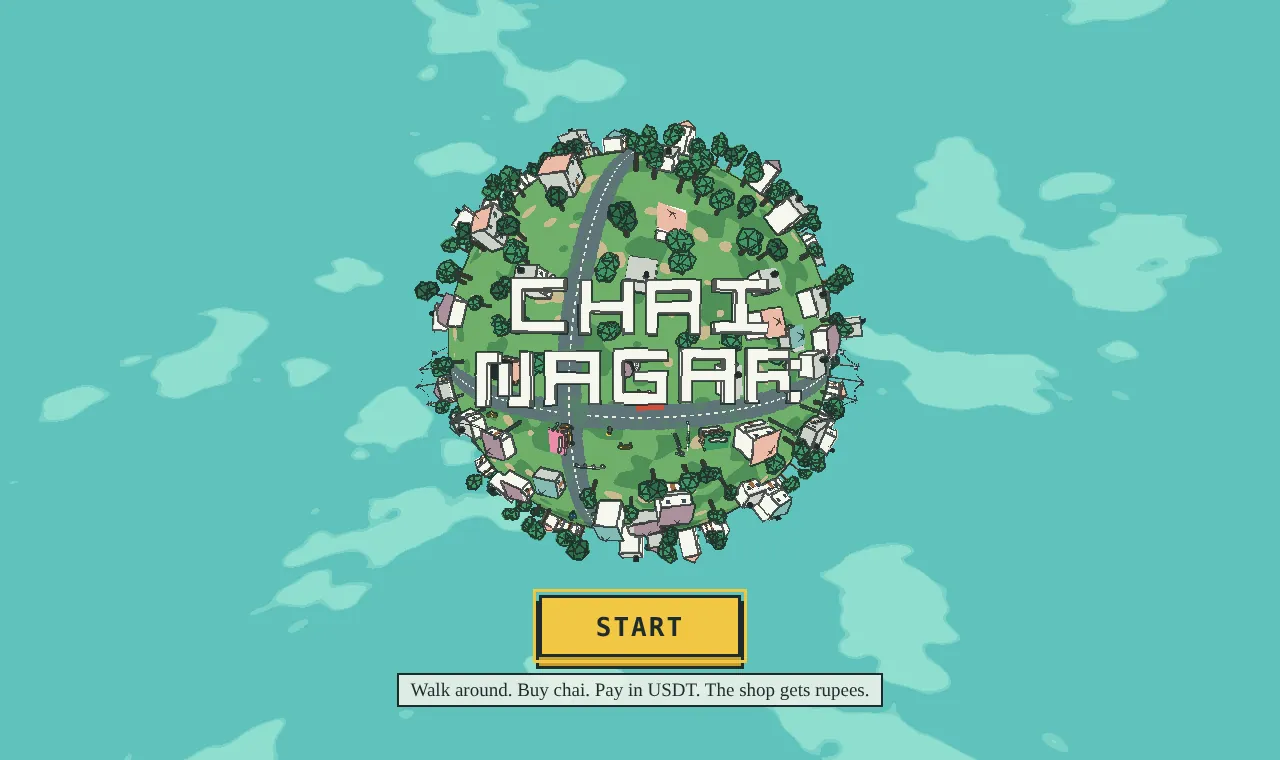 CHAI
NAGAR
START
Walk around. Buy chai. Pay in USDT. The shop gets rupees.